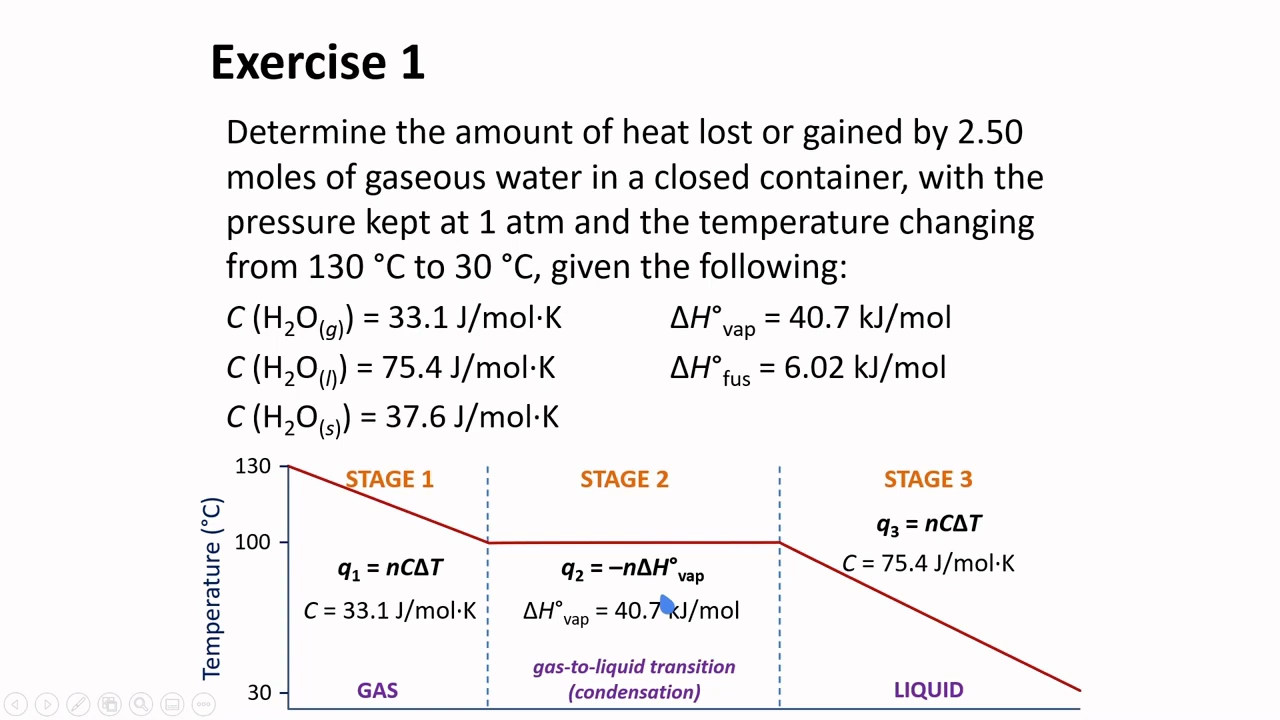 Exercise 1
Determine the amount of heat lost or gained by 2.50
moles of gaseous water in a closed container, with the
pressure kept at 1 atm and the temperature changing
from 130 °C to 30 °C, given the following:
C (H₂O₍g₎) = 33.1 J/mol·K
ΔH°vap = 40.7 kJ/mol
C (H₂O₍l₎) = 75.4 J/mol·K
ΔH°fus = 6.02 kJ/mol
C (H₂O₍s₎) = 37.6 J/mol·K
Temperature (°C)
130
100
30
STAGE 1
q₁ = nCΔT
C = 33.1 J/mol·K
GAS
STAGE 2
q₂ = –nΔH°vap
ΔH°vap = 40.7 kJ/mol
gas-to-liquid transition
(condensation)
STAGE 3
q₃ = nCΔT
C = 75.4 J/mol·K
LIQUID